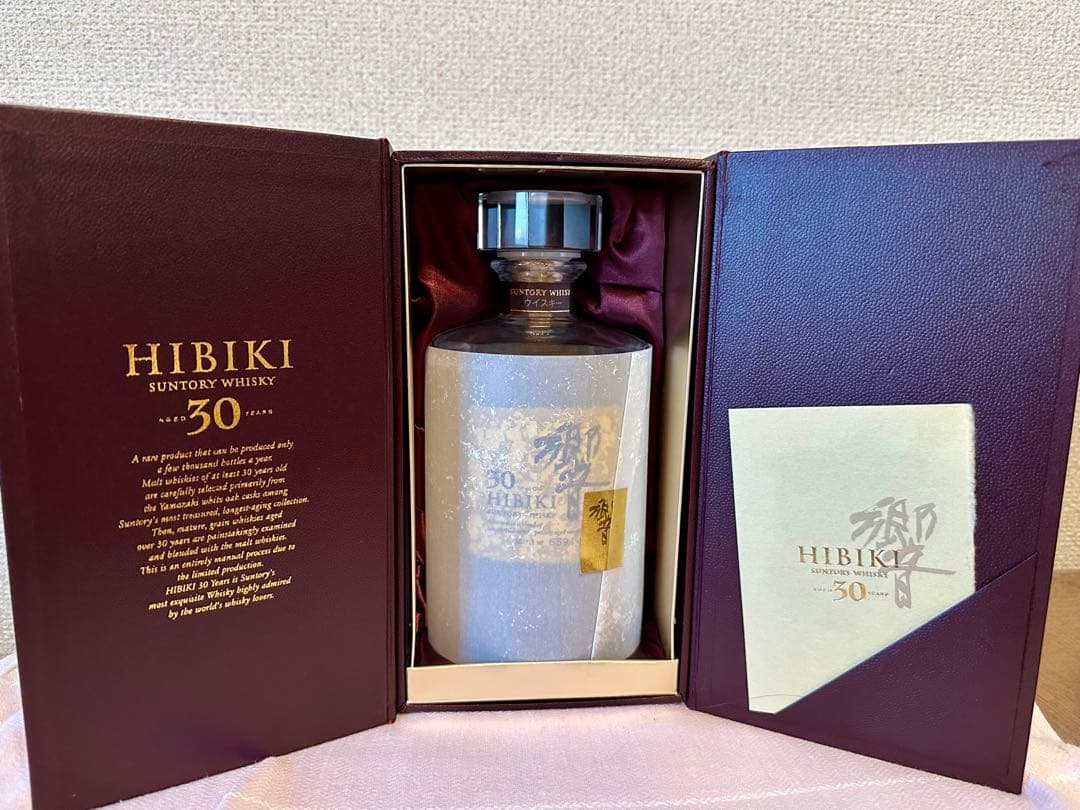 HIBIKI
SUNTORY WHISKY
AGED 30 YEARS
A rare product that can be produced only
a few thousand bottles a year.
Malt whiskies of at least 30 years old
are carefully selected primarily from
the Yamazaki white oak casks among
Suntory's most treasured, longest-aging collection.
Then, mature, grain whiskies aged
over 30 years are painstakingly examined
and blended with the malt whiskies.
This is an entirely manual process due to
the limited production.
HIBIKI 30 Years is Suntory's
most exquisite Whisky highly admired
by the world's whisky lovers.
SUNTORY WHIS
ウイスキー
響
30
HIBIKI
SUNTORY WHISKY
響
響
HIBIKI
SUNTORY WHISKY
AGED 30 YEARS